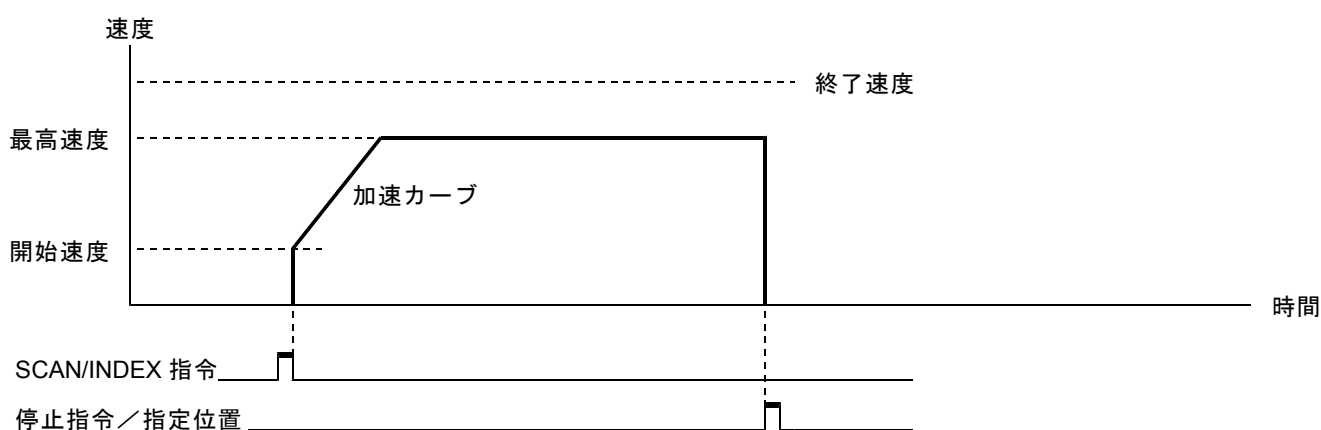 速度
終了速度
最高速度
加速カーブ
開始速度
時間
SCAN/INDEX 指令
停止指令／指定位置